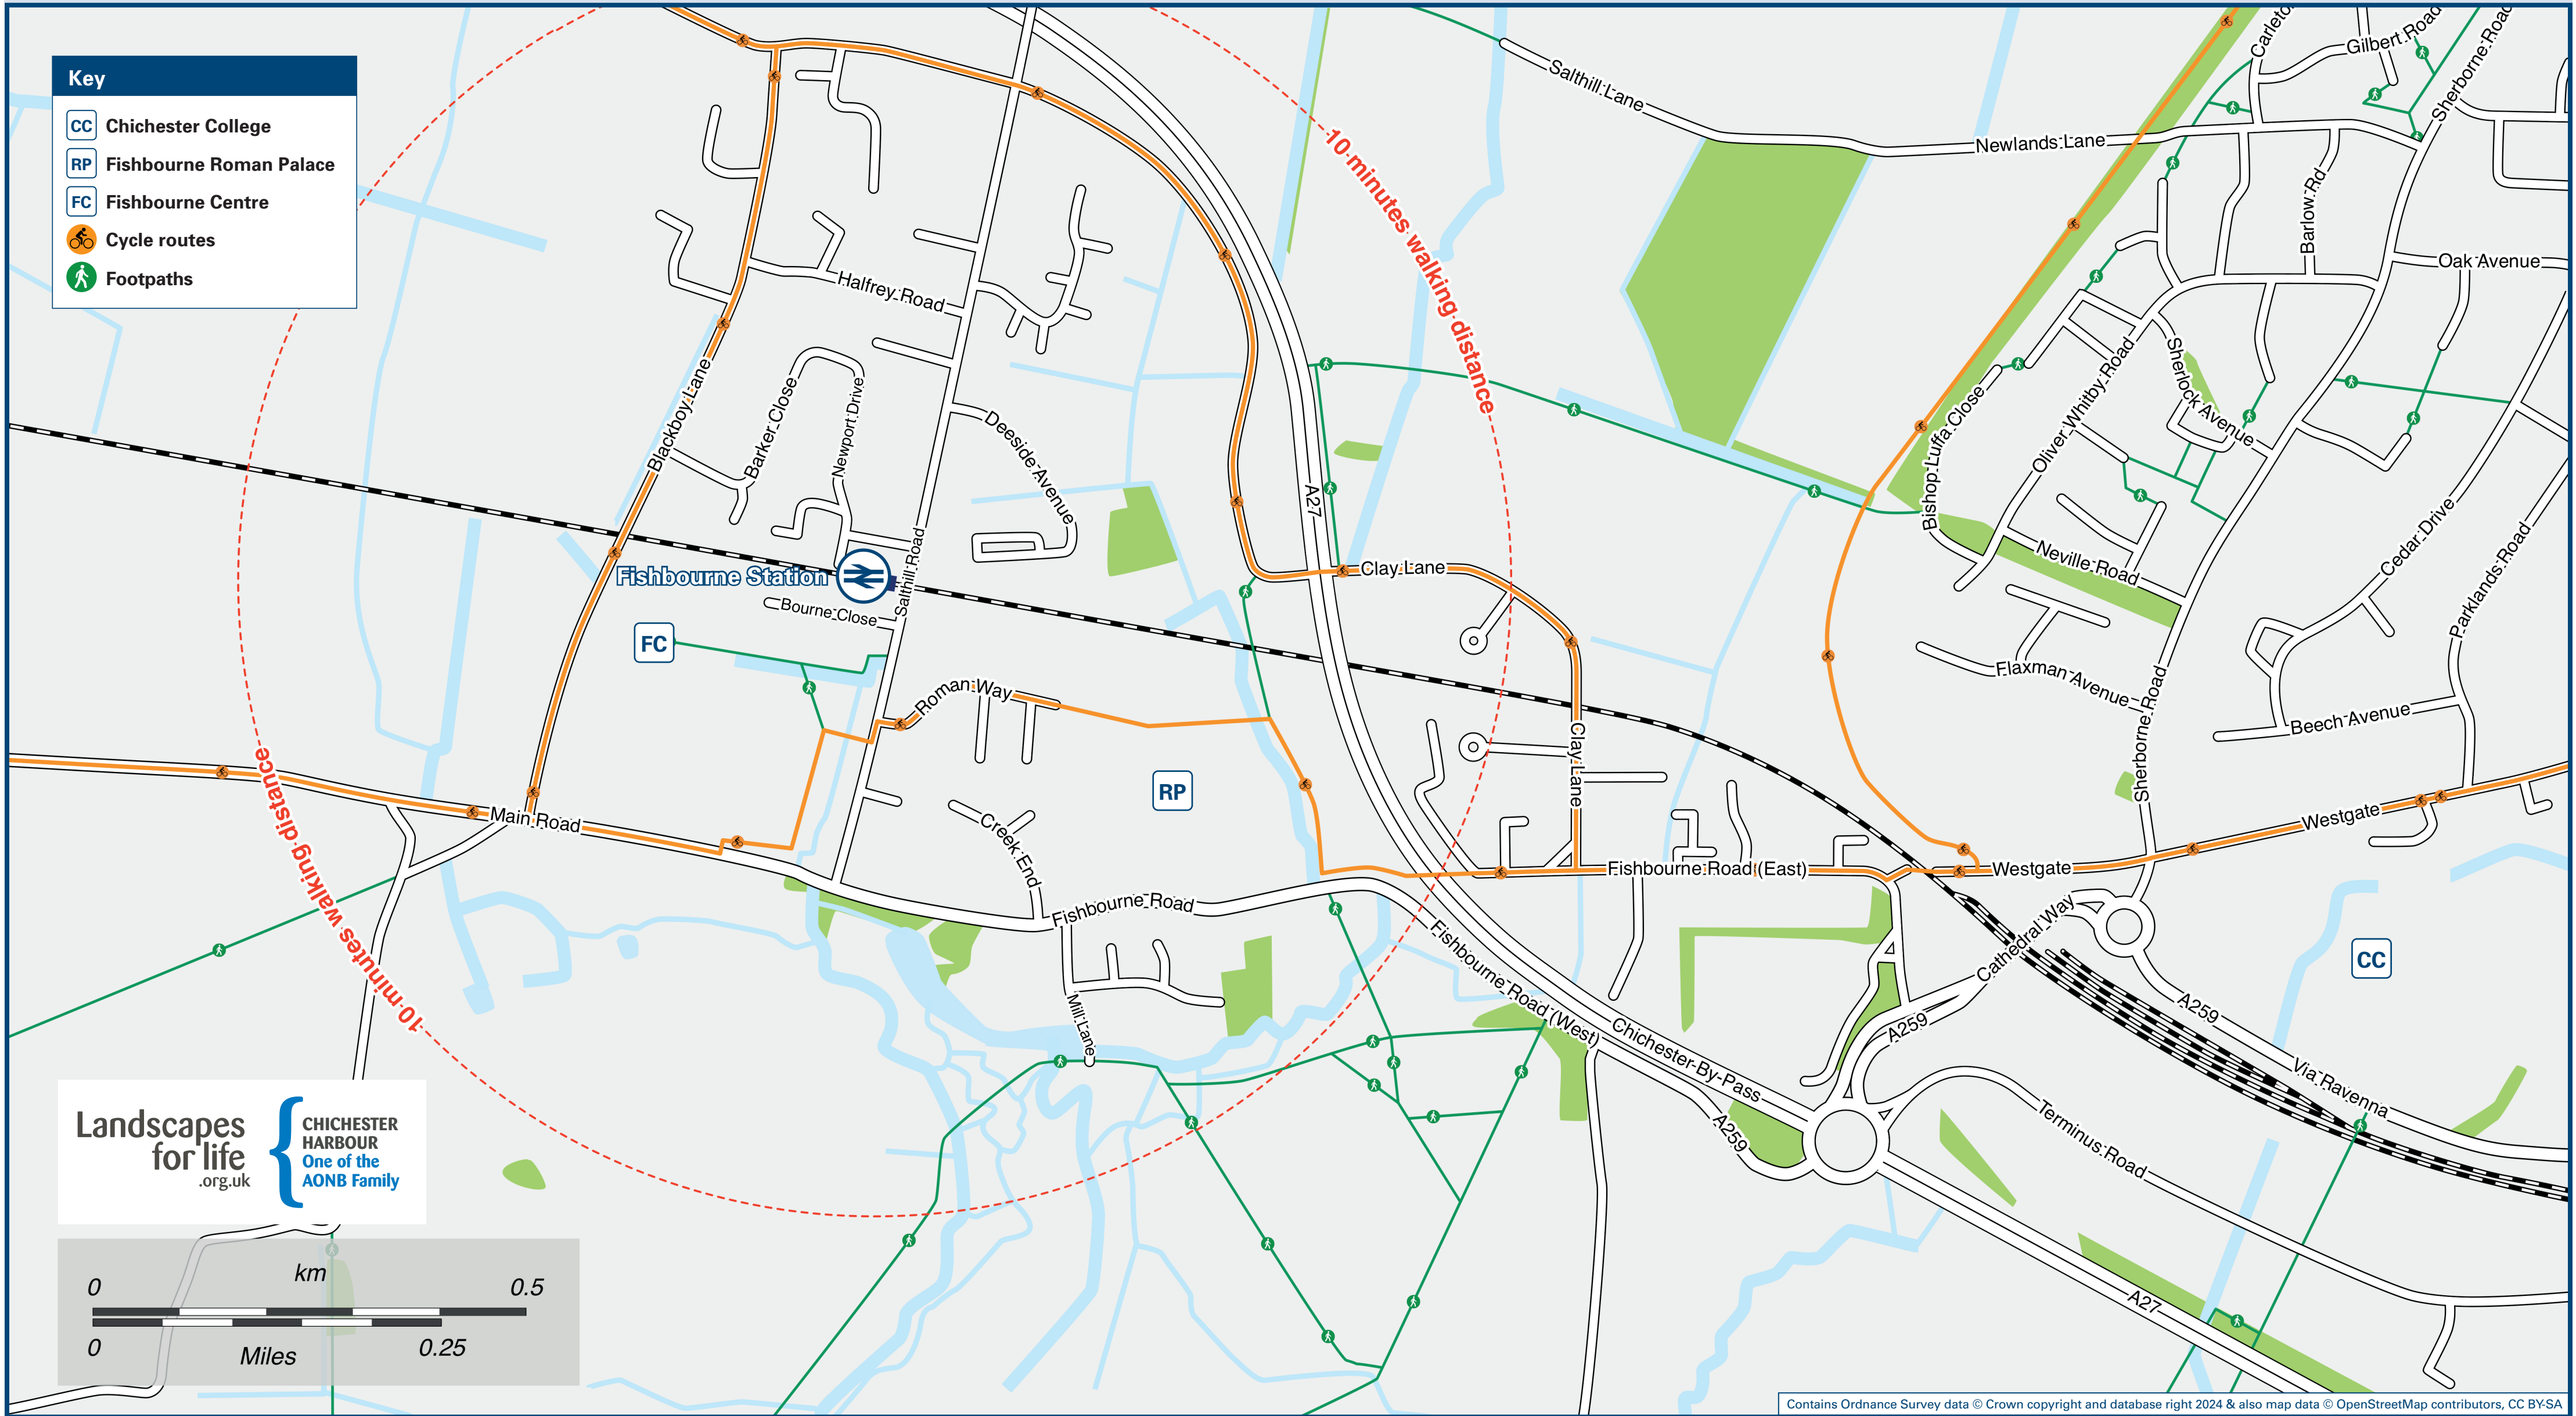 Key
CC Chichester College
RP Fishbourne Roman Palace
FC Fishbourne Centre
Cycle routes
Footpaths
Salthill Lane
Newlands Lane
Gilbert Road
Sherborne Road
Barlow Rd
Oak Avenue
10 minutes walking distance
Halfrey Road
Blackboy Lane
Barker Close
Newport Drive
Deeside Avenue
A27
Sherlock Avenue
Oliver Whitby Road
Bishop Luffa Close
Neville Road
Cedar Drive
Parklands Road
Fishbourne Station
Salthill Road
Bourne Close
Clay Lane
FC
Flaxman Avenue
Roman Way
Sherborne Road
Beech Avenue
Clay Lane
RP
10 minutes walking distance
Main Road
Creek End
Westgate
Fishbourne Road (East)
Westgate
Fishbourne Road
Cathedral Way
CC
Fishbourne Road (West)
Mill Lane
A259
A259
Chichester By-Pass
Via Ravenna
A259
Terminus Road
A27
Landscapes
for life
.org.uk
CHICHESTER
HARBOUR
One of the
AONB Family
km
0 0.5
0 0.25
Miles
Contains Ordnance Survey data © Crown copyright and database right 2024 & also map data © OpenStreetMap contributors, CC BY-SA